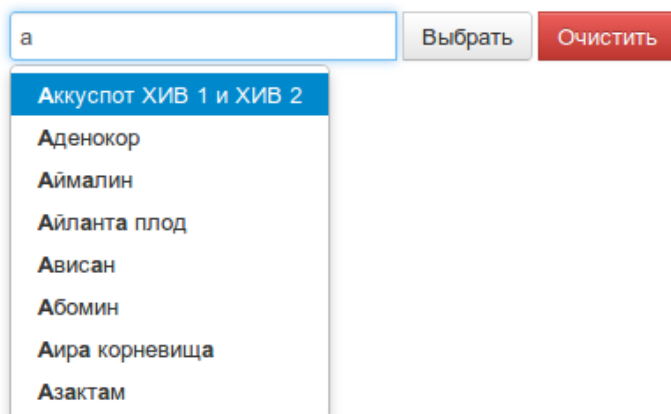 а Выбрать Очистить
Аккуспот ХИВ 1 и ХИВ 2
Аденокор
Аймалин
Айланта плод
Ависан
Абомин
Аира корневища
Азактам